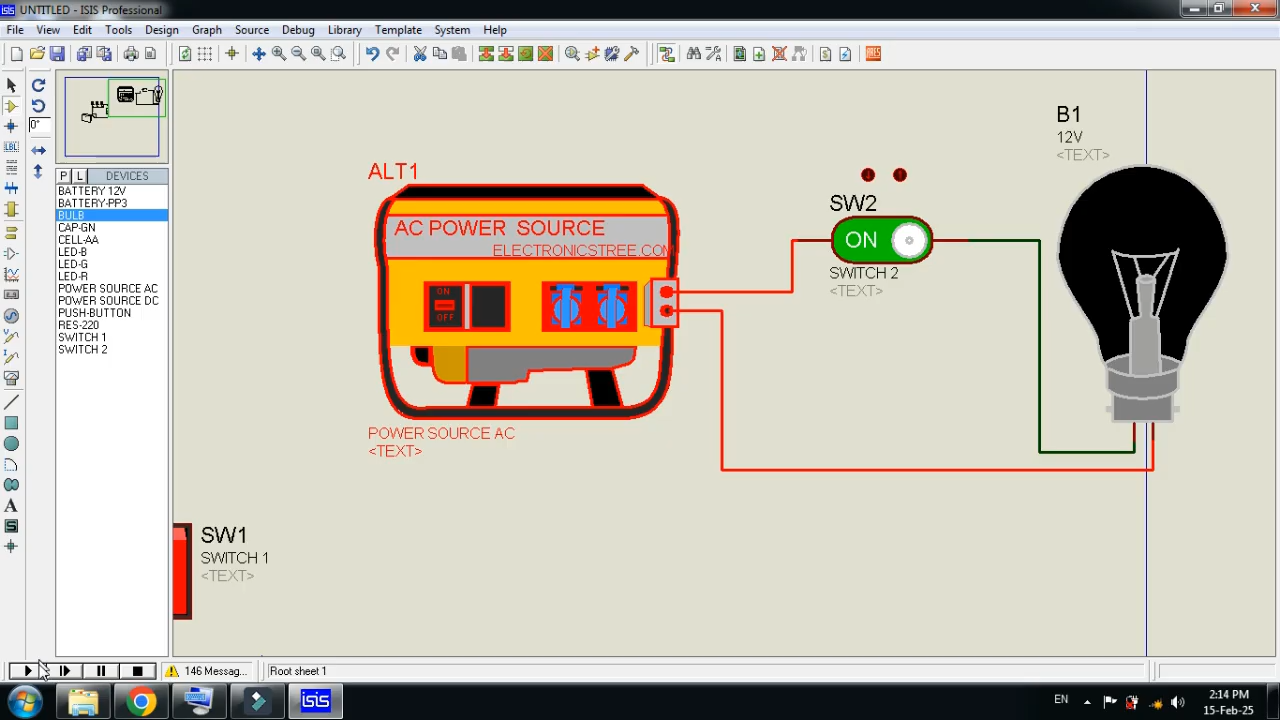 UNTITLED - ISIS Professional
File View Edit Tools Design Graph Source Debug Library Template System Help
0°
LBL
P L DEVICES
BATTERY 12V
BATTERY-PP3
BULB
CAP-GN
CELL-AA
LED-B
LED-G
LED-R
POWER SOURCE AC
POWER SOURCE DC
PUSH-BUTTON
RES-220
SWITCH 1
SWITCH 2
A
S
ALT1
AC POWER SOURCE
ELECTRONICSTREE.COM
ON
OFF
POWER SOURCE AC
<TEXT>
SW2
ON
SWITCH 2
<TEXT>
B1
12V
<TEXT>
SW1
SWITCH 1
<TEXT>
146 Messag...
Root sheet 1
isis
EN
2:14 PM
15-Feb-25